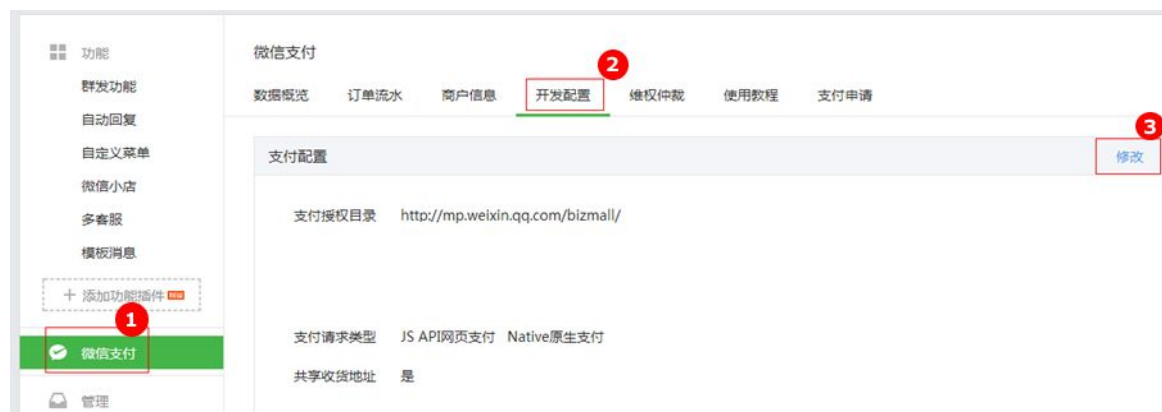 功能
群发功能
自动回复
自定义菜单
微信小店
多客服
模板消息
添加功能插件
1
微信支付
管理
微信支付
2
数据概览 订单流水 商户信息 开发配置 维权仲裁 使用教程 支付申请
3
支付配置 修改
支付授权目录 http://mp.weixin.qq.com/bizmall/
支付请求类型 JS API网页支付 Native原生支付
共享收货地址 是